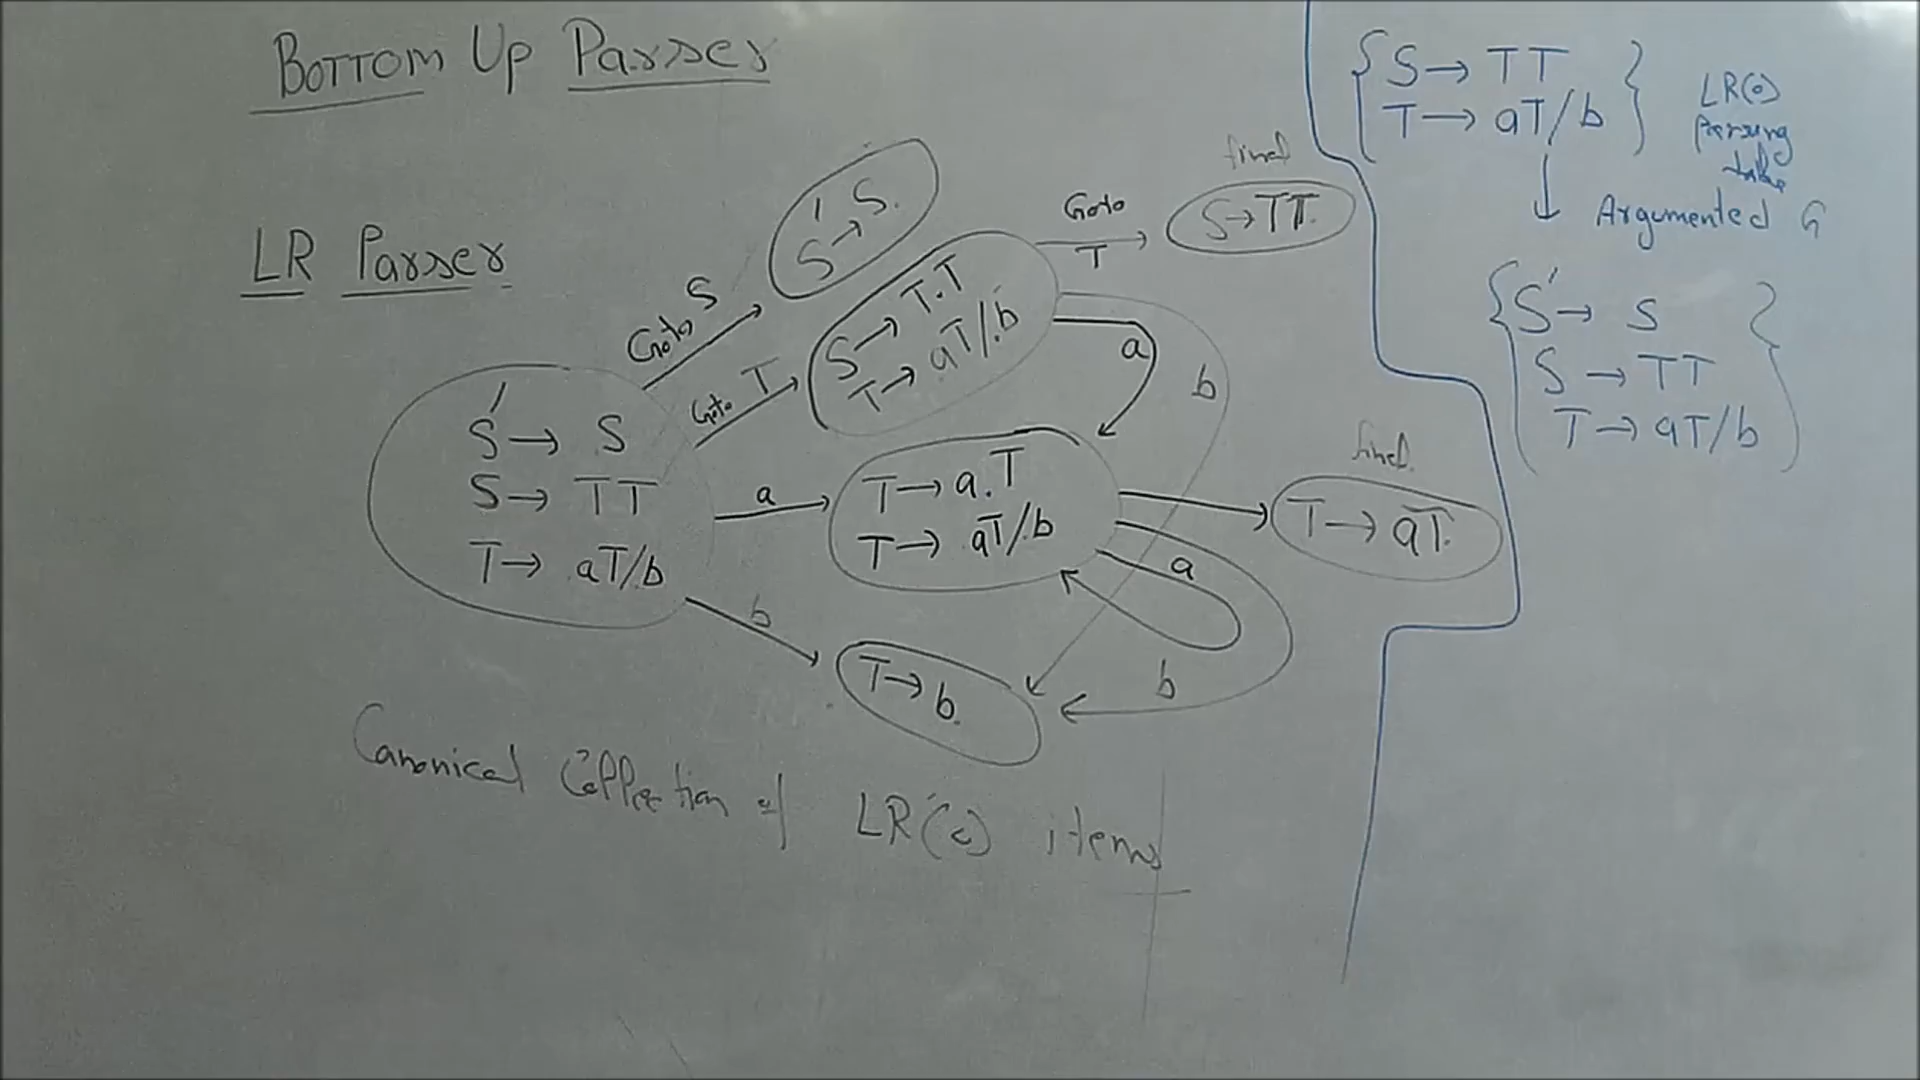 BOTTOM Up Parser
LR Parser
S' → S
S → TT
T → .aT/b
Goto S
S' → S.
Goto T
S → T.T
T → aT/.b
Goto
T
final
S → TT.
a
T → a.T
T → .aT/.b
a
b
final
T → aT.
a
b
b
T → b.
Canonical Collection of LR(0) items
{ S → TT }
T → aT/b
LR(0)
Parsing
table
Argumented G
{ S' → S }
S → TT
T → aT/b